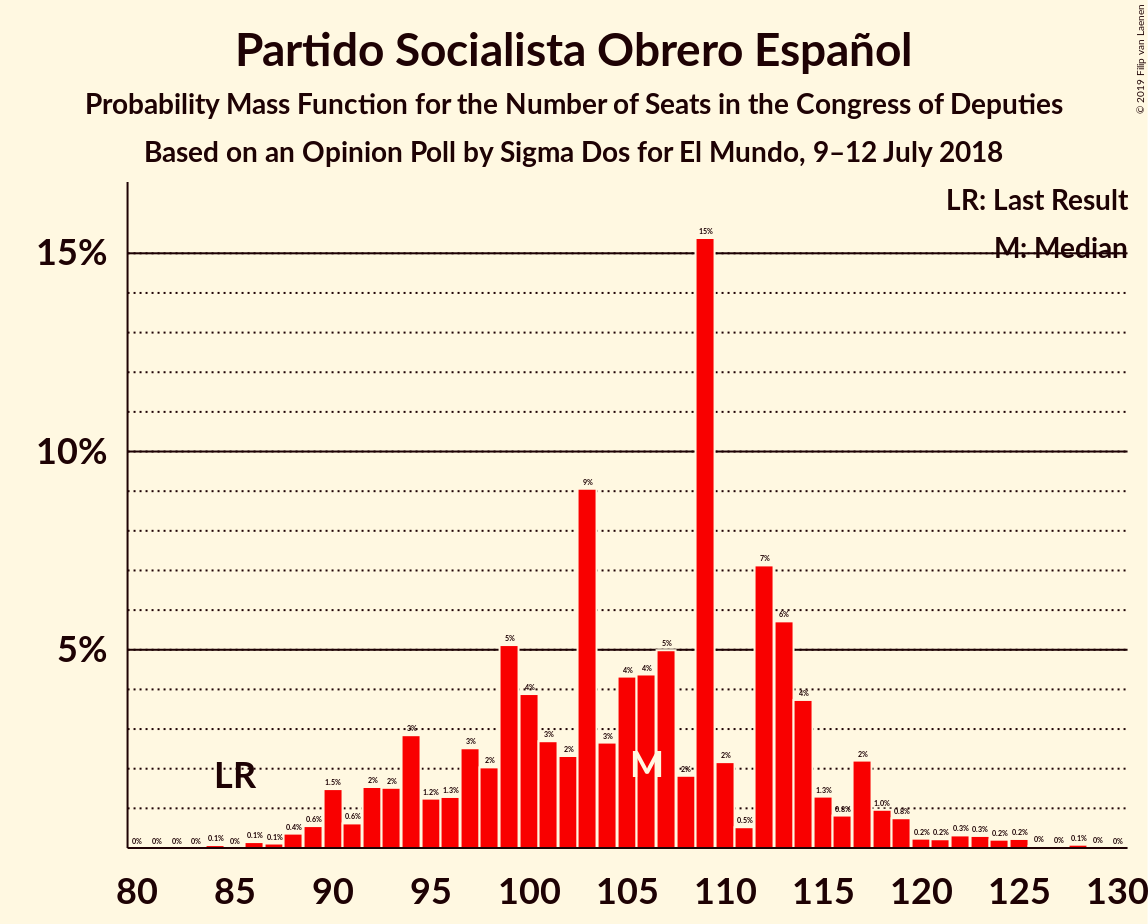 Partido Socialista Obrero Español
Probability Mass Function for the Number of Seats in the Congress of Deputies
Based on an Opinion Poll by Sigma Dos for El Mundo, 9–12 July 2018
© 2019 Filip van Laenen
LR: Last Result
M: Median
15%
10%
5%
0% 0% 0% 0% 0.1% 0% 0.1% 0.1% 0.4% 0.6% 1.5% 0.6% 2% 2% 3% 1.2% 1.3% 3% 2% 5% 4% 3% 2% 9% 3% 4% 4% 5% 2% 15% 2% 0.5% 7% 6% 4% 1.3% 0.8% 2% 1.0% 0.8% 0.2% 0.2% 0.3% 0.3% 0.2% 0.2% 0% 0% 0.1% 0% 0%
LR
M
80 85 90 95 100 105 110 115 120 125 130